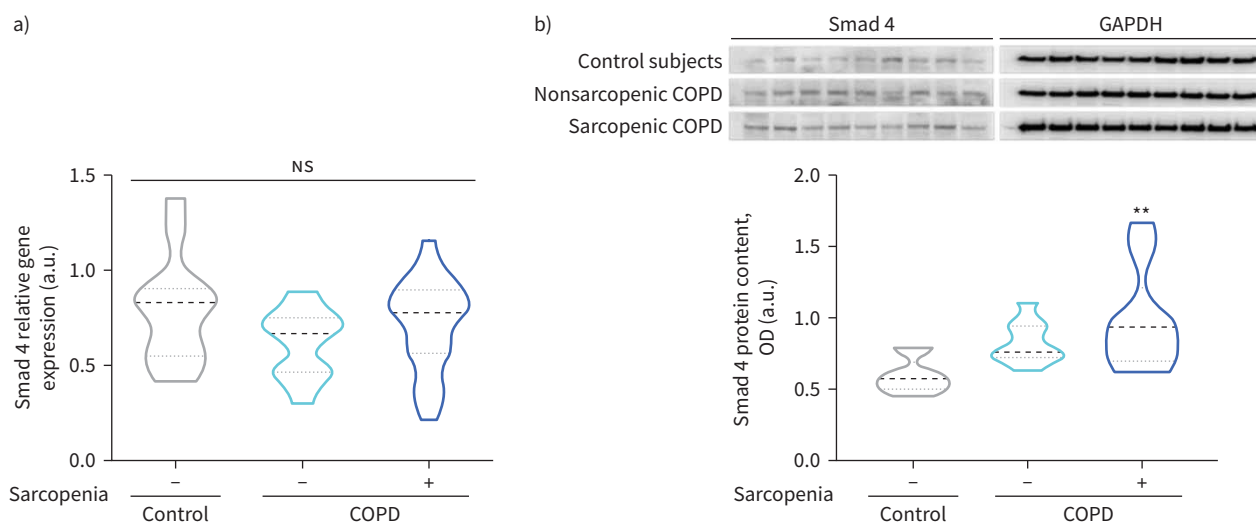 a)
NS
Smad 4 relative gene
expression (a.u.)
1.5
1.0
0.5
0.0
Sarcopenia
–
–
+
Control
COPD
b)
Smad 4
GAPDH
Control subjects
Nonsarcopenic COPD
Sarcopenic COPD
Smad 4 protein content,
OD (a.u.)
2.0
1.5
1.0
0.5
0.0
**
Sarcopenia
–
–
+
Control
COPD